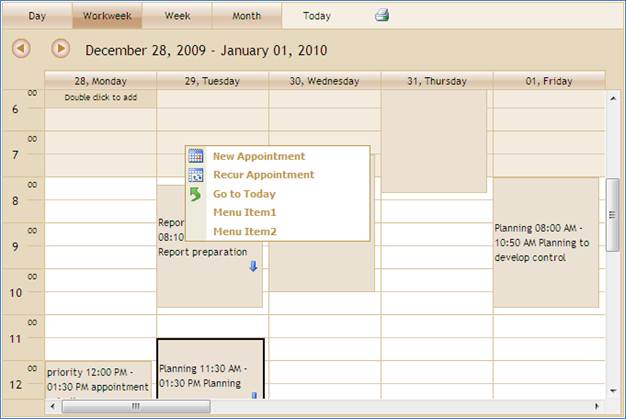 Day Workweek Week Month Today
December 28, 2009 - January 01, 2010
28, Monday 29, Tuesday 30, Wednesday 31, Thursday 01, Friday
6 00
Double click to add
7 00
8 00
9 00
10 00
11 00
12 00
New Appointment
Recur Appointment
Go to Today
Menu Item1
Menu Item2
08:10
Report preparation
Planning 08:00 AM -
10:50 AM Planning to
develop control
priority 12:00 PM -
01:30 PM appointment
Planning 11:30 AM -
01:30 PM Planning